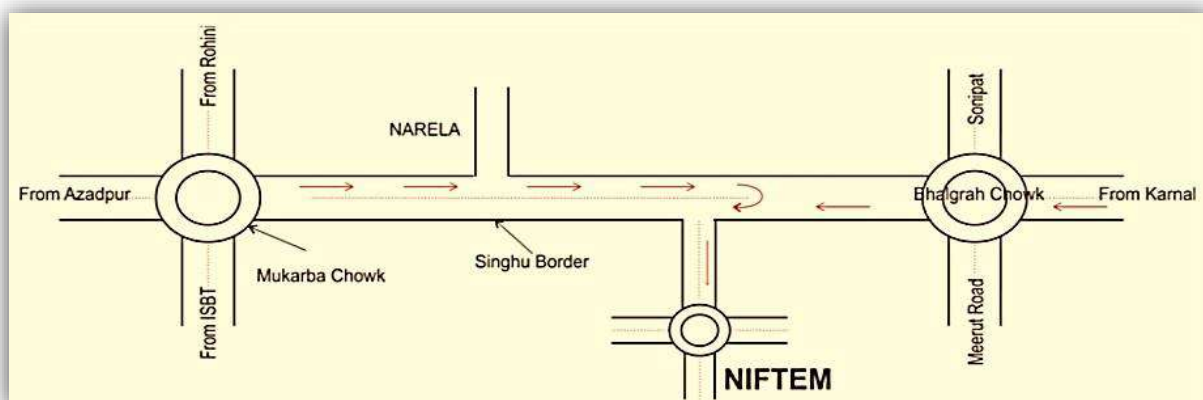 From Rohini
Sonipat
NARELA
From Azadpur
Bhalgrah Chowk
From Karnal
Mukarba Chowk
Singhu Border
From ISBT
Meerut Road
NIFTEM